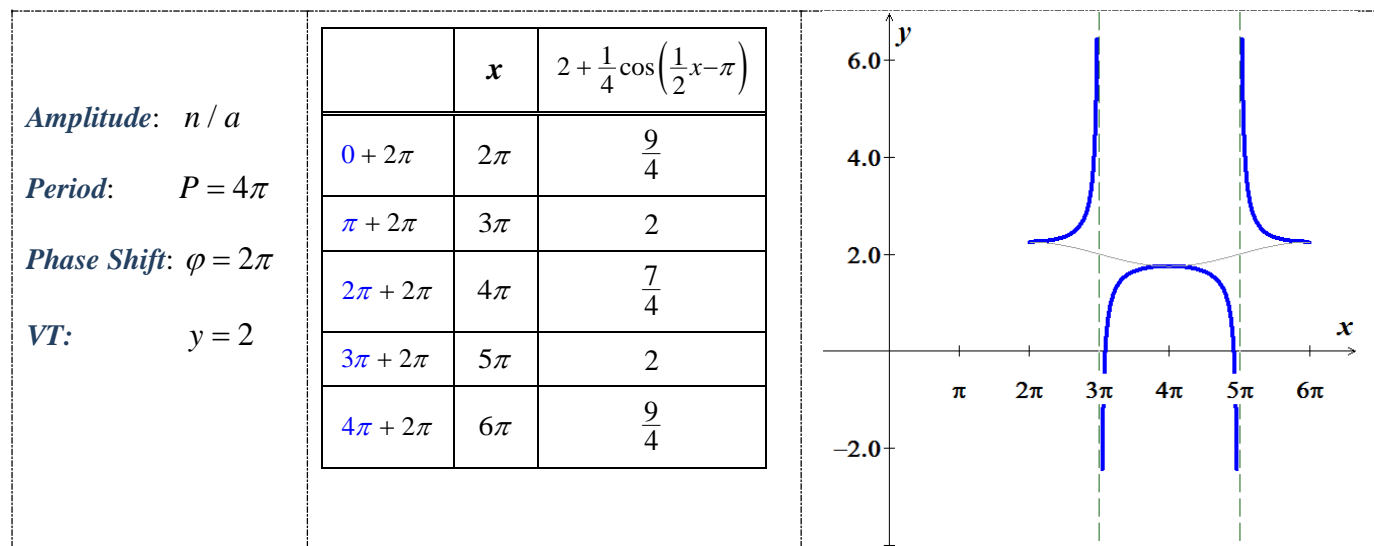 Amplitude: n / a
Period: P = 4π
Phase Shift: φ = 2π
VT: y = 2
x 2 + 1/4 cos(1/2 x − π)
0 + 2π 2π 9/4
π + 2π 3π 2
2π + 2π 4π 7/4
3π + 2π 5π 2
4π + 2π 6π 9/4
y
6.0
4.0
2.0
x
π 2π 3π 4π 5π 6π
−2.0